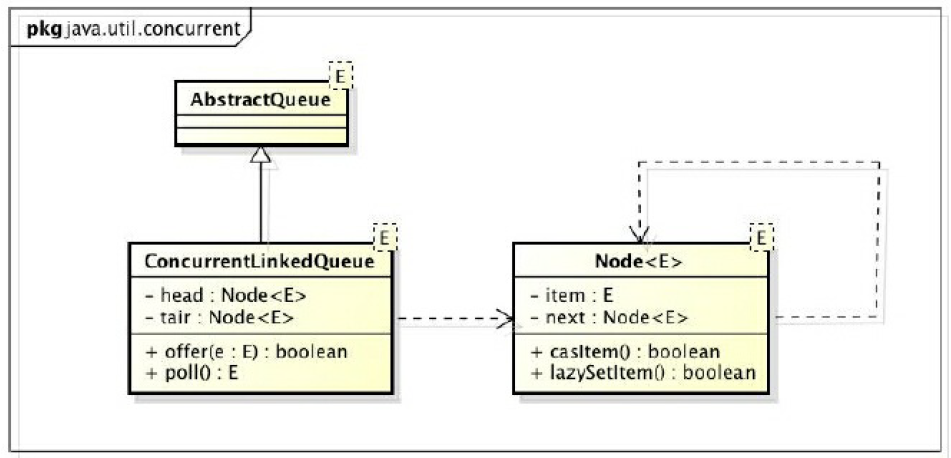 pkg java.util.concurrent
E
AbstractQueue
E
ConcurrentLinkedQueue
- head : Node<E>
- tair : Node<E>
+ offer(e : E) : boolean
+ poll() : E
E
Node<E>
- item : E
- next : Node<E>
+ casItem() : boolean
+ lazySetItem() : boolean